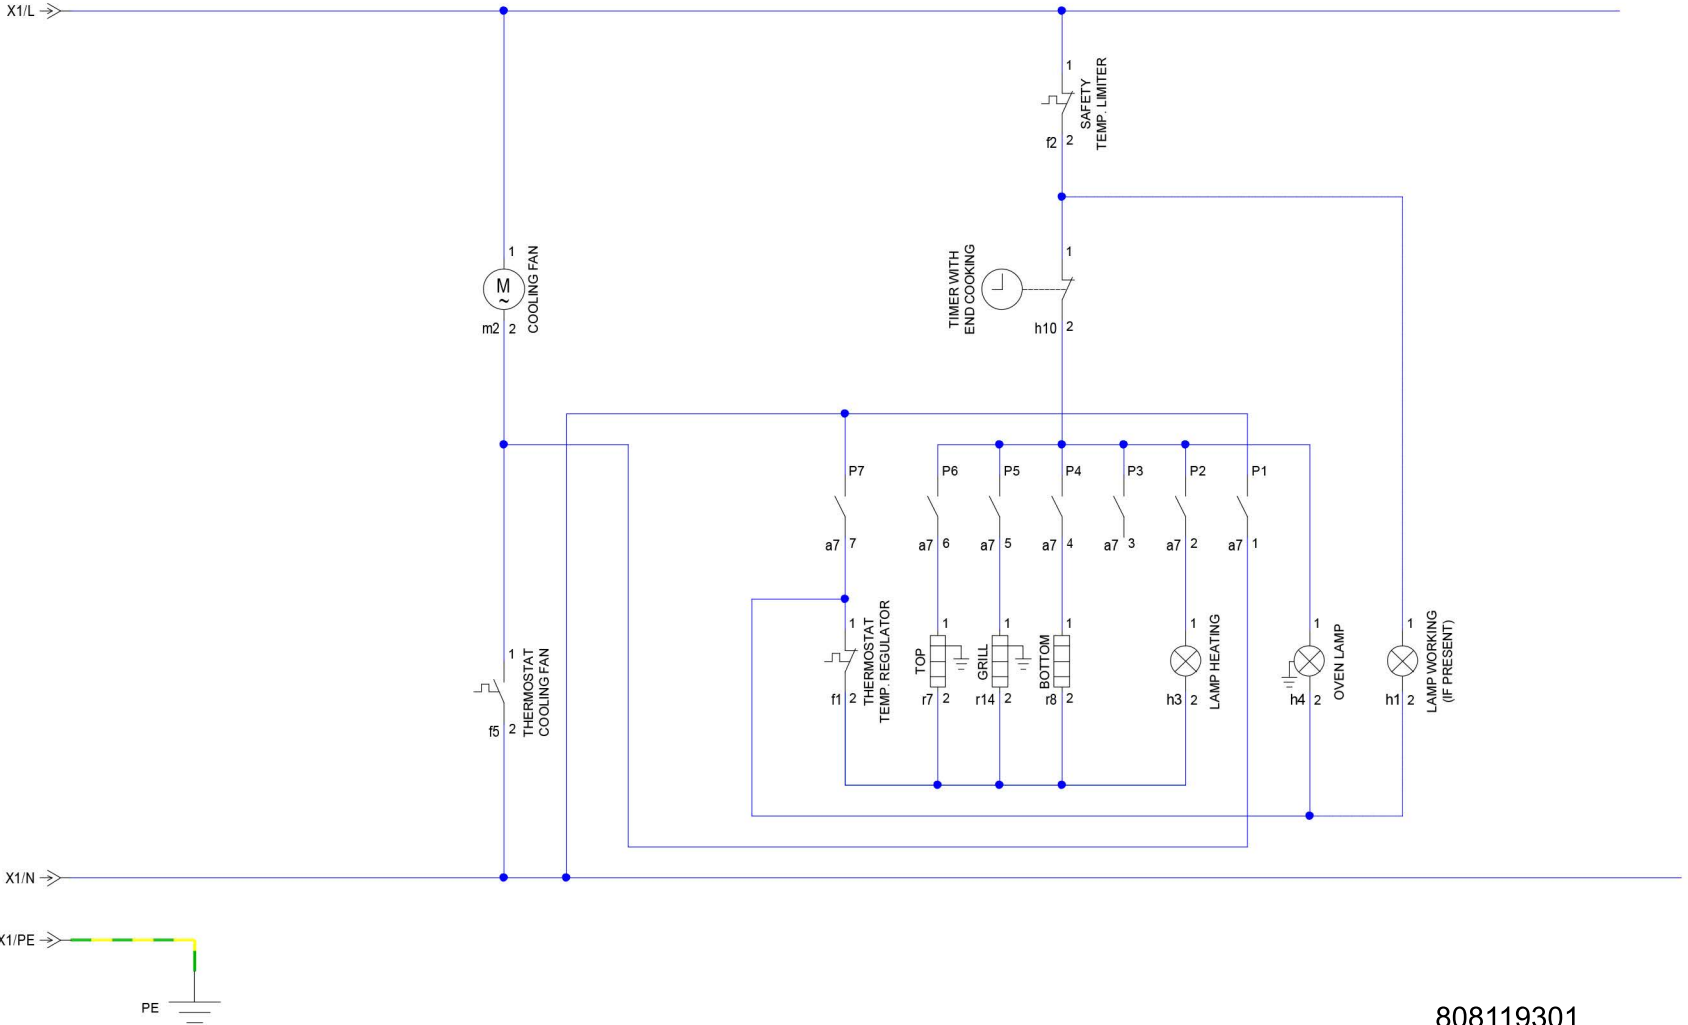 X1/L
1
SAFETY
TEMP. LIMITER
f2 2
1
COOLING FAN
M
~
m2 2
1
TIMER WITH
END COOKING
h10 2
P7
P6
P5
P4
P3
P2
P1
a7 7
a7 6
a7 5
a7 4
a7 3
a7 2
a7 1
1
THERMOSTAT
TEMP. REGULATOR
f1 2
1
TOP
r7 2
1
GRILL
r14 2
1
BOTTOM
r8 2
1
LAMP HEATING
h3 2
1
OVEN LAMP
h4 2
1
LAMP WORKING
(IF PRESENT)
h1 2
1
THERMOSTAT
COOLING FAN
f5 2
X1/N
X1/PE
PE
808119301